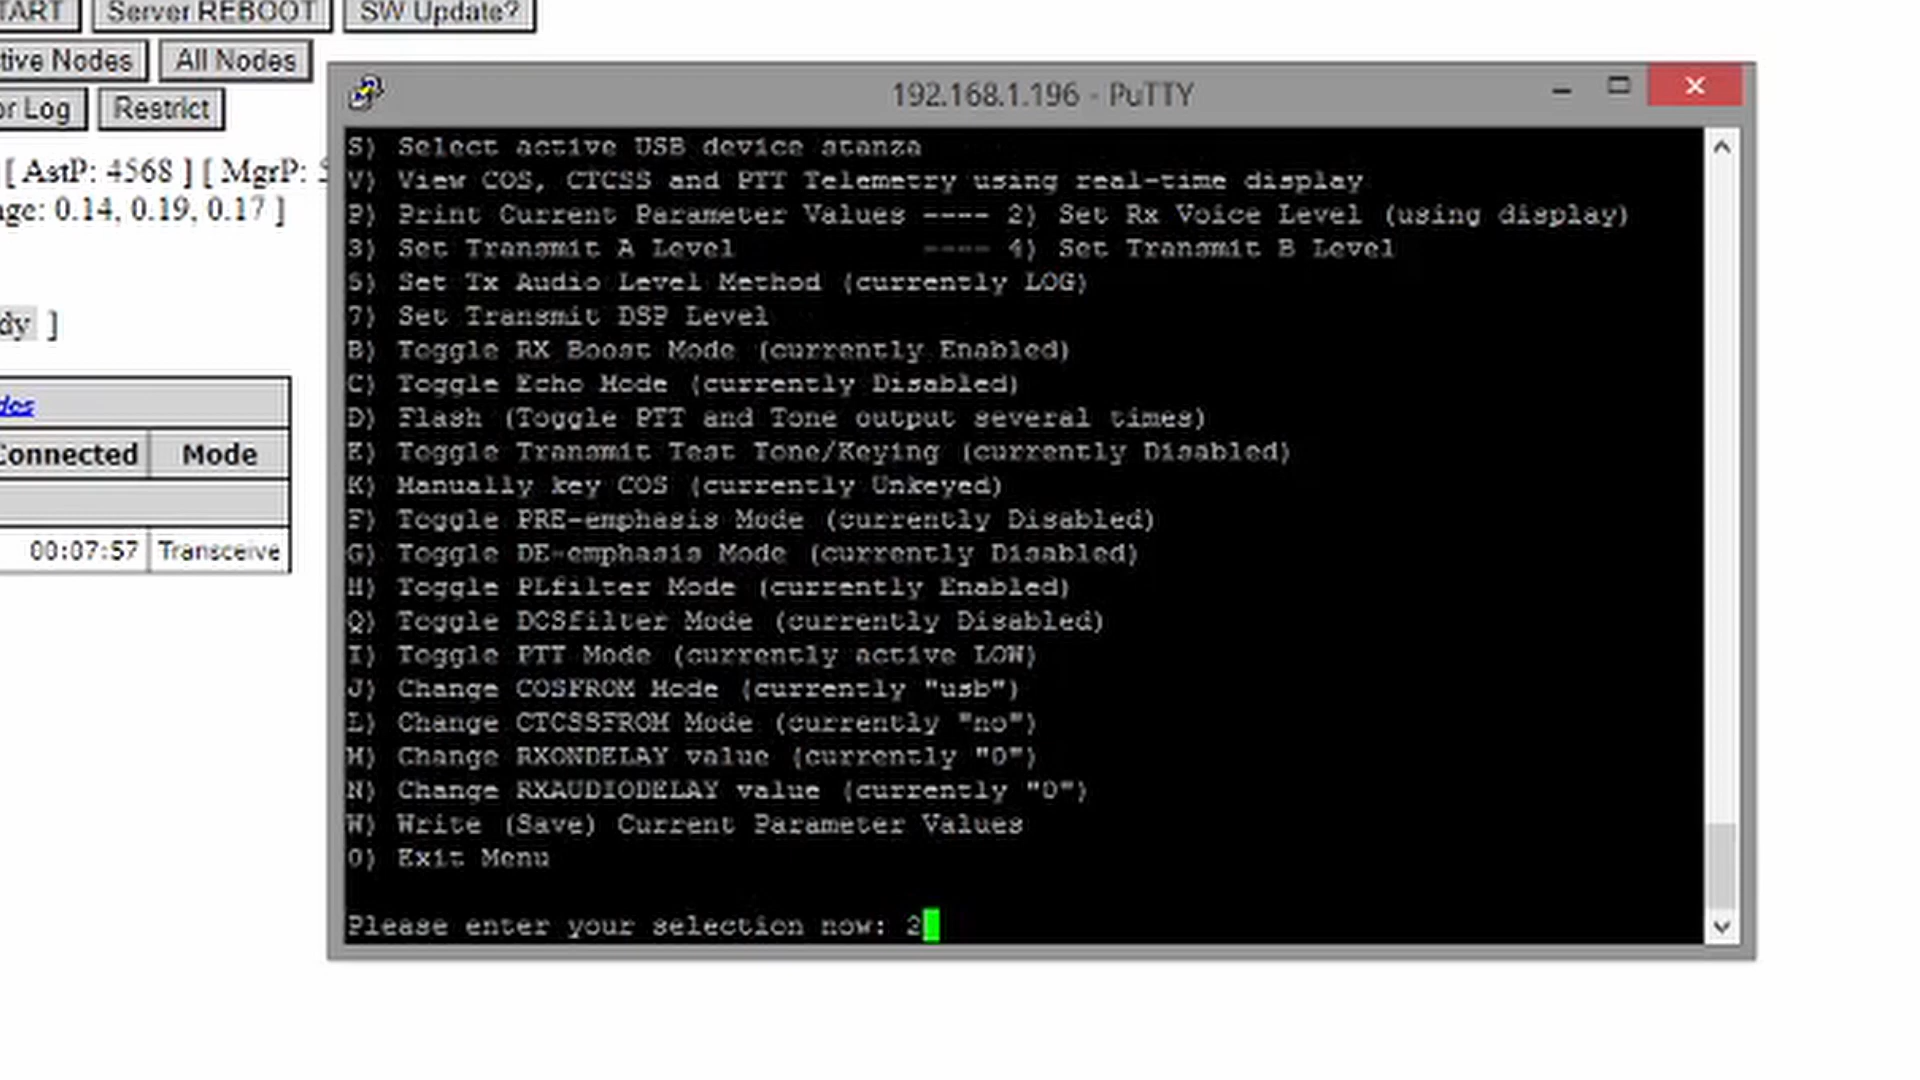 TART Server REBOOT SW Update?
tive Nodes All Nodes
or Log Restrict
[ AstP: 4568 ] [ MgrP: 5
ge: 0.14, 0.19, 0.17 ]
dy ]
des
Connected Mode
00:07:57 Transceive
192.168.1.196 - PuTTY
S) Select active USB device stanza
V) View COS, CTCSS and PTT Telemetry using real-time display
P) Print Current Parameter Values ---- 2) Set Rx Voice Level (using display)
3) Set Transmit A Level ---- 4) Set Transmit B Level
5) Set Tx Audio Level Method (currently LOG)
7) Set Transmit DSP Level
B) Toggle RX Boost Mode (currently Enabled)
C) Toggle Echo Mode (currently Disabled)
D) Flash (Toggle PTT and Tone output several times)
E) Toggle Transmit Test Tone/Keying (currently Disabled)
K) Manually key COS (currently Unkeyed)
F) Toggle PRE-emphasis Mode (currently Disabled)
G) Toggle DE-emphasis Mode (currently Disabled)
H) Toggle PLfilter Mode (currently Enabled)
Q) Toggle DCSfilter Mode (currently Disabled)
I) Toggle PTT Mode (currently active LOW)
J) Change COSFROM Mode (currently "usb")
L) Change CTCSSFROM Mode (currently "no")
M) Change RXONDELAY value (currently "0")
N) Change RXAUDIODELAY value (currently "0")
W) Write (Save) Current Parameter Values
0) Exit Menu
Please enter your selection now: 2